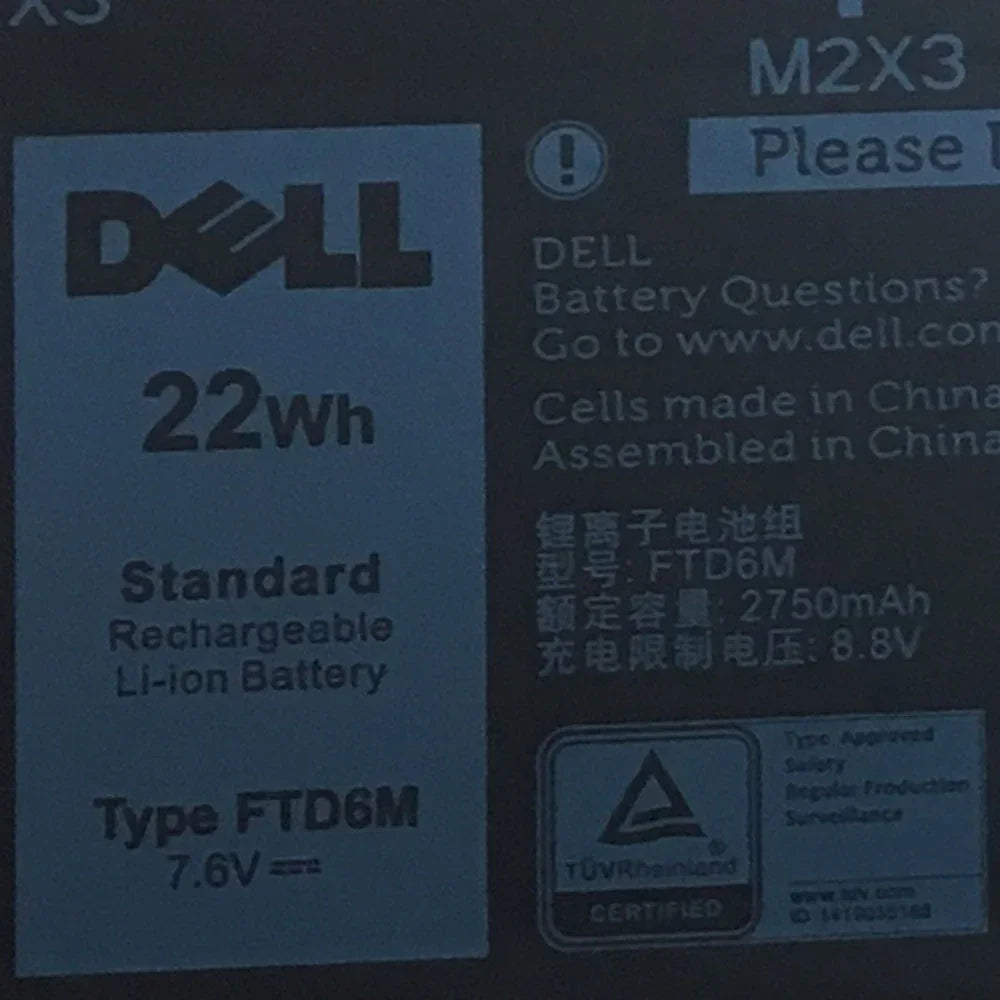 M2X3
DELL
22Wh
Standard
Rechargeable
Li-ion Battery
Type FTD6M
7.6V
!
Please
DELL
Battery Questions?
Go to www.dell.com
Cells made in China
Assembled in China
锂离子电池组
型号: FTD6M
额定容量: 2750mAh
充电限制电压: 8.8V
TÜVRheinland ®
CERTIFIED
Type Approved
Safety
Regular Production
Surveillance
www.tuv.com
ID